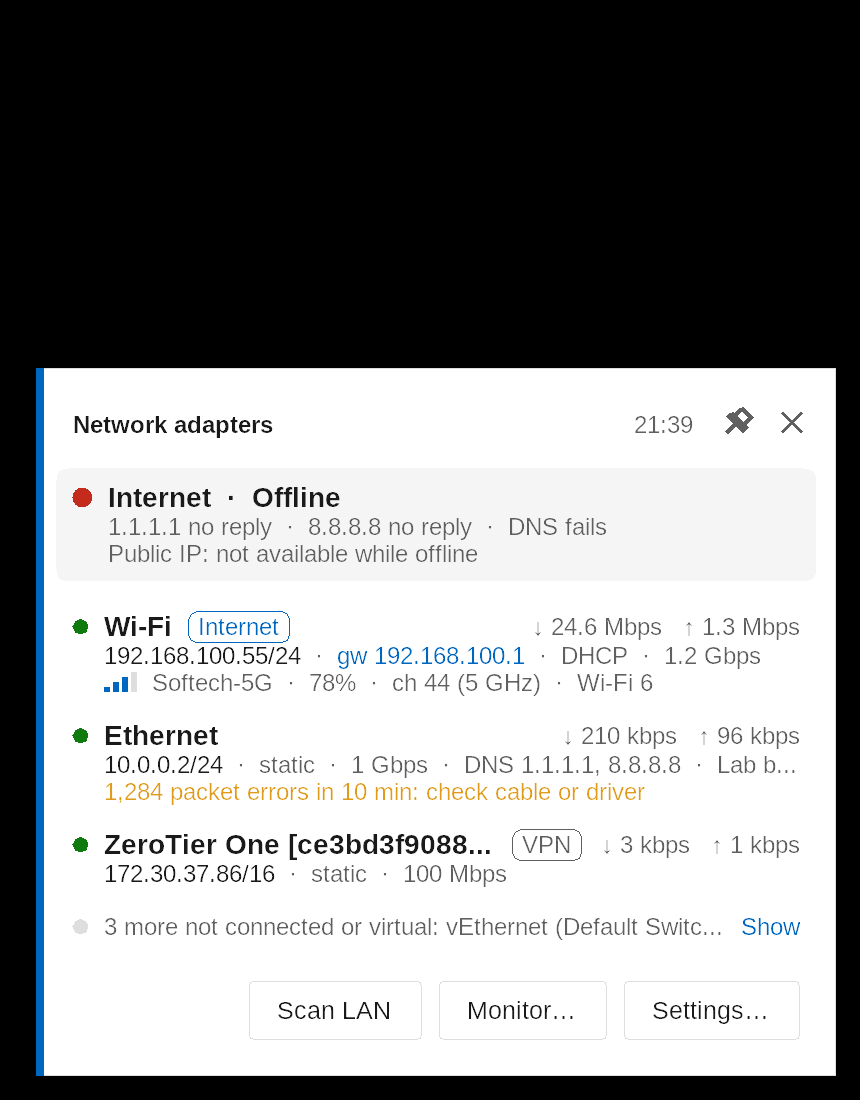 Network adapters 21:39
Internet · Offline
1.1.1.1 no reply · 8.8.8.8 no reply · DNS fails
Public IP: not available while offline
Wi-Fi Internet ↓ 24.6 Mbps ↑ 1.3 Mbps
192.168.100.55/24 · gw 192.168.100.1 · DHCP · 1.2 Gbps
Softech-5G · 78% · ch 44 (5 GHz) · Wi-Fi 6
Ethernet ↓ 210 kbps ↑ 96 kbps
10.0.0.2/24 · static · 1 Gbps · DNS 1.1.1.1, 8.8.8.8 · Lab b...
1,284 packet errors in 10 min: check cable or driver
ZeroTier One [ce3bd3f9088... VPN ↓ 3 kbps ↑ 1 kbps
172.30.37.86/16 · static · 100 Mbps
3 more not connected or virtual: vEthernet (Default Switc... Show
Scan LAN Monitor... Settings...